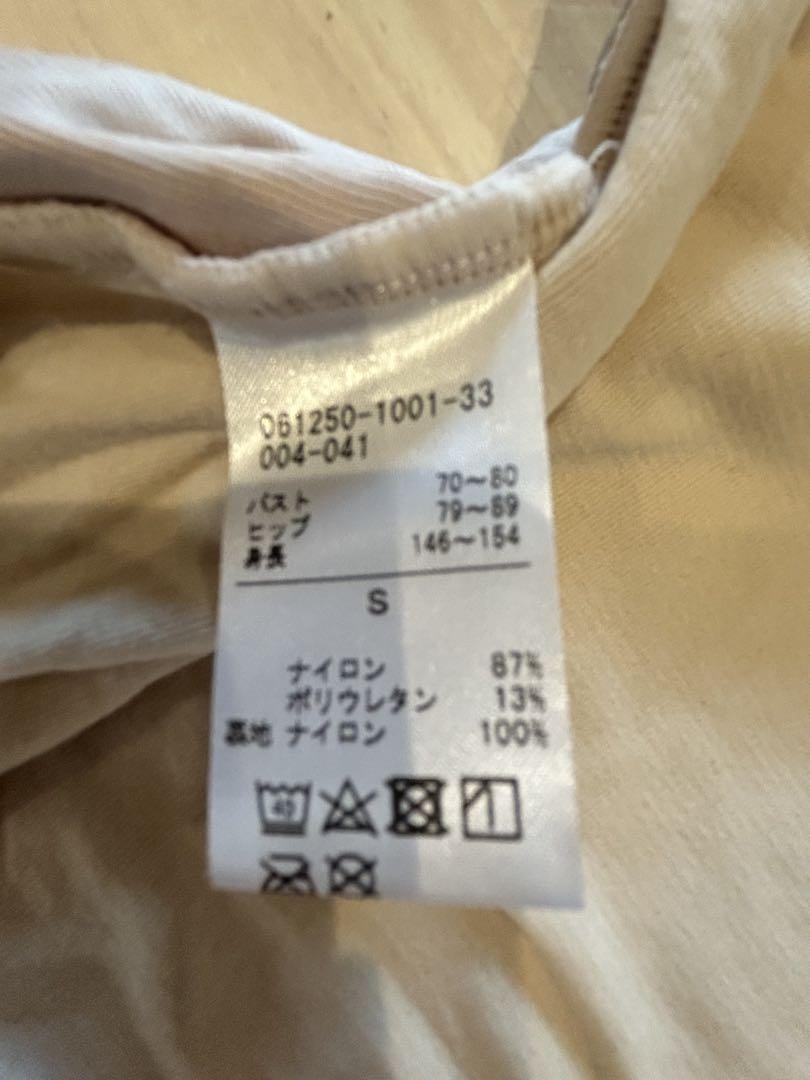 061250-1001-33
004-041
バスト 70～80
ヒップ 79～89
身長 146～154
S
ナイロン 87%
ポリウレタン 13%
裏地 ナイロン 100%
40